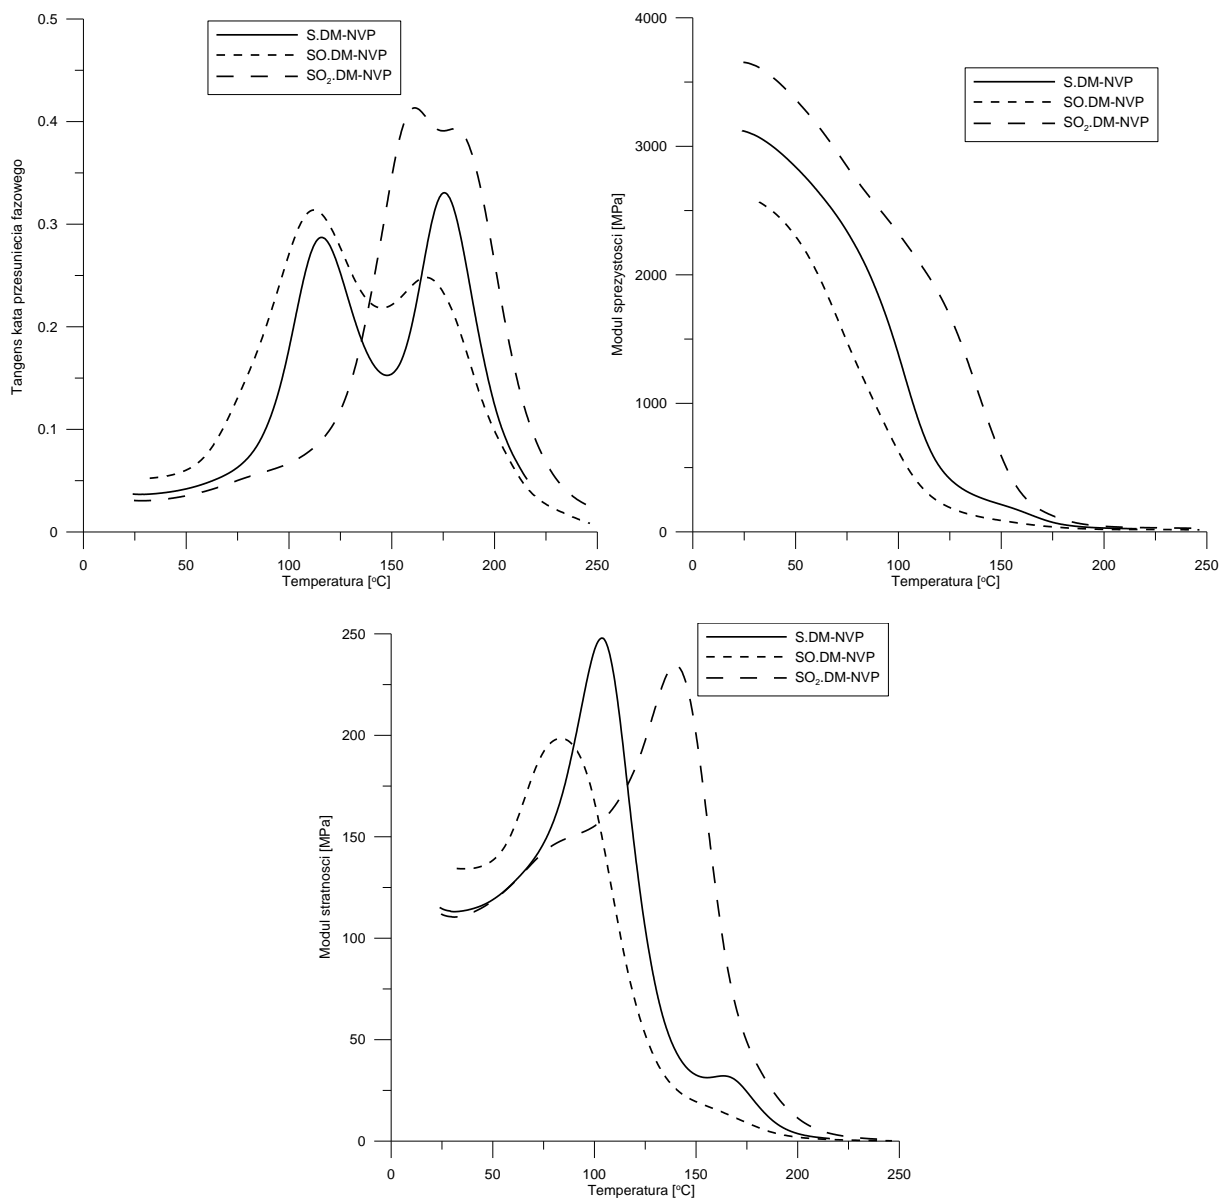 0.5
0.4
0.3
0.2
0.1
0
Tangens kata przesuniecia fazowego
S.DM-NVP
SO.DM-NVP
SO₂.DM-NVP
0 50 100 150 200 250
Temperatura [°C]
4000
3000
2000
1000
0
Modul sprezystosci [MPa]
S.DM-NVP
SO.DM-NVP
SO₂.DM-NVP
0 50 100 150 200 250
Temperatura [°C]
250
200
150
100
50
0
Modul stratnosci [MPa]
S.DM-NVP
SO.DM-NVP
SO₂.DM-NVP
0 50 100 150 200 250
Temperatura [°C]